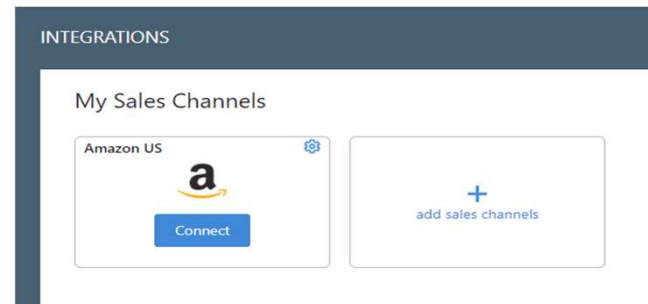 INTEGRATIONS
My Sales Channels
Amazon US
a
Connect
+
add sales channels